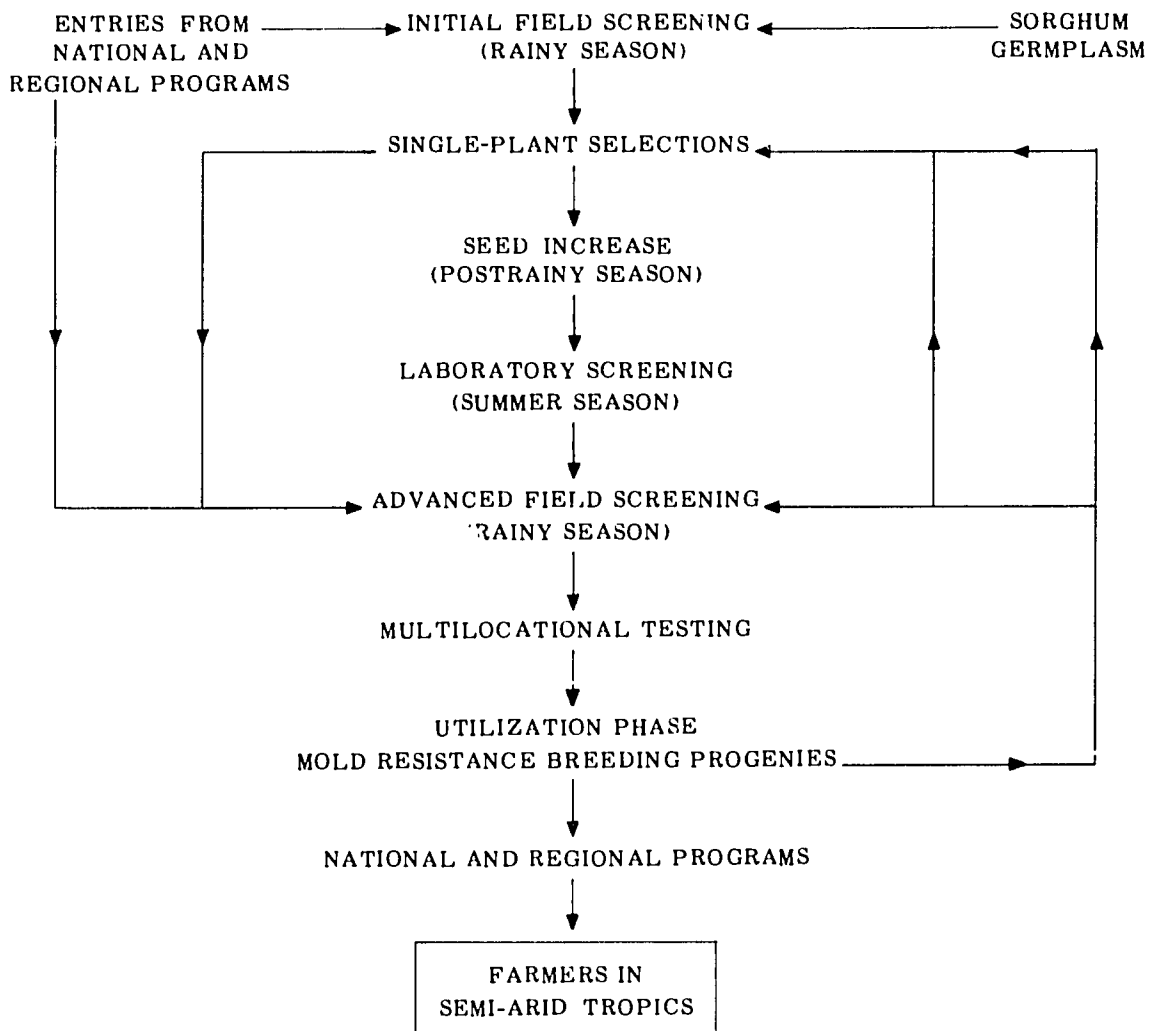 ENTRIES FROM
NATIONAL AND
REGIONAL PROGRAMS
INITIAL FIELD SCREENING
(RAINY SEASON)
SORGHUM
GERMPLASM
SINGLE-PLANT SELECTIONS
SEED INCREASE
(POSTRAINY SEASON)
LABORATORY SCREENING
(SUMMER SEASON)
ADVANCED FIELD SCREENING
(RAINY SEASON)
MULTILOCATIONAL TESTING
UTILIZATION PHASE
MOLD RESISTANCE BREEDING PROGENIES
NATIONAL AND REGIONAL PROGRAMS
FARMERS IN
SEMI-ARID TROPICS